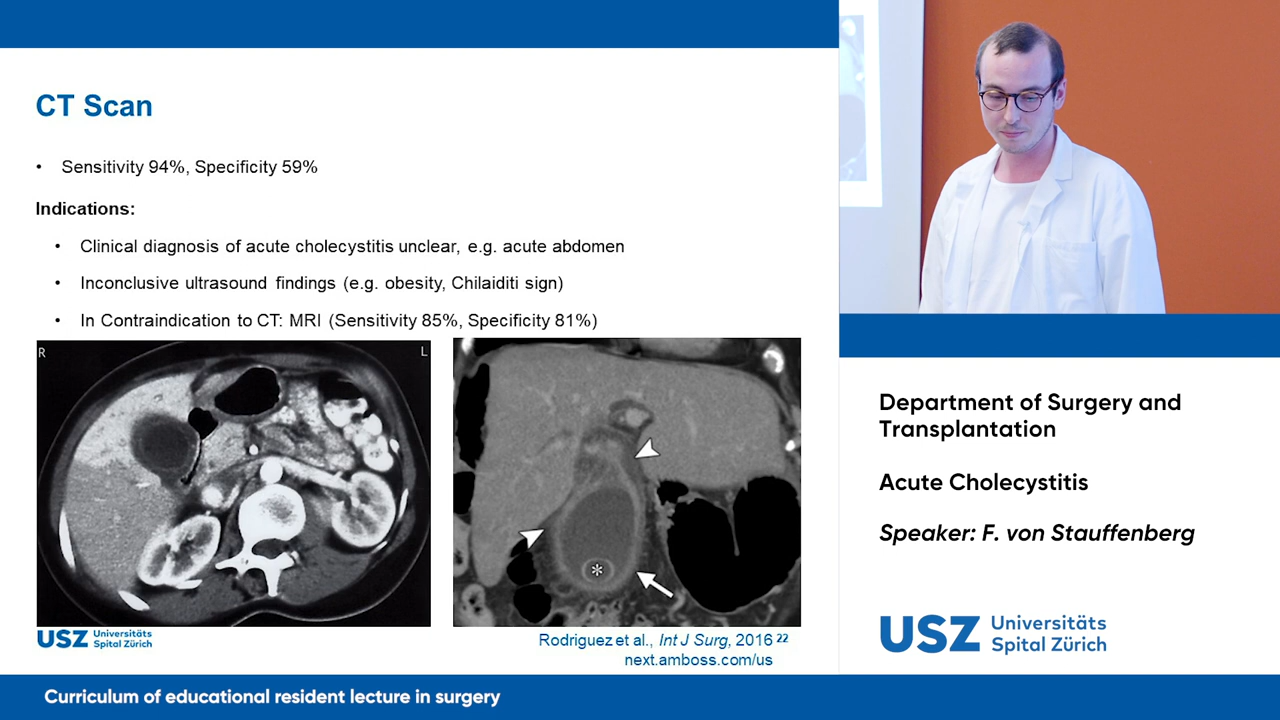 CT Scan
• Sensitivity 94%, Specificity 59%
Indications:
• Clinical diagnosis of acute cholecystitis unclear, e.g. acute abdomen
• Inconclusive ultrasound findings (e.g. obesity, Chilaiditi sign)
• In Contraindication to CT: MRI (Sensitivity 85%, Specificity 81%)
R
L
*
USZ Universitäts
Spital Zürich
Rodriguez et al., Int J Surg, 2016 22
next.amboss.com/us
Department of Surgery and
Transplantation
Acute Cholecystitis
Speaker: F. von Stauffenberg
USZ Universitäts
Spital Zürich
Curriculum of educational resident lecture in surgery